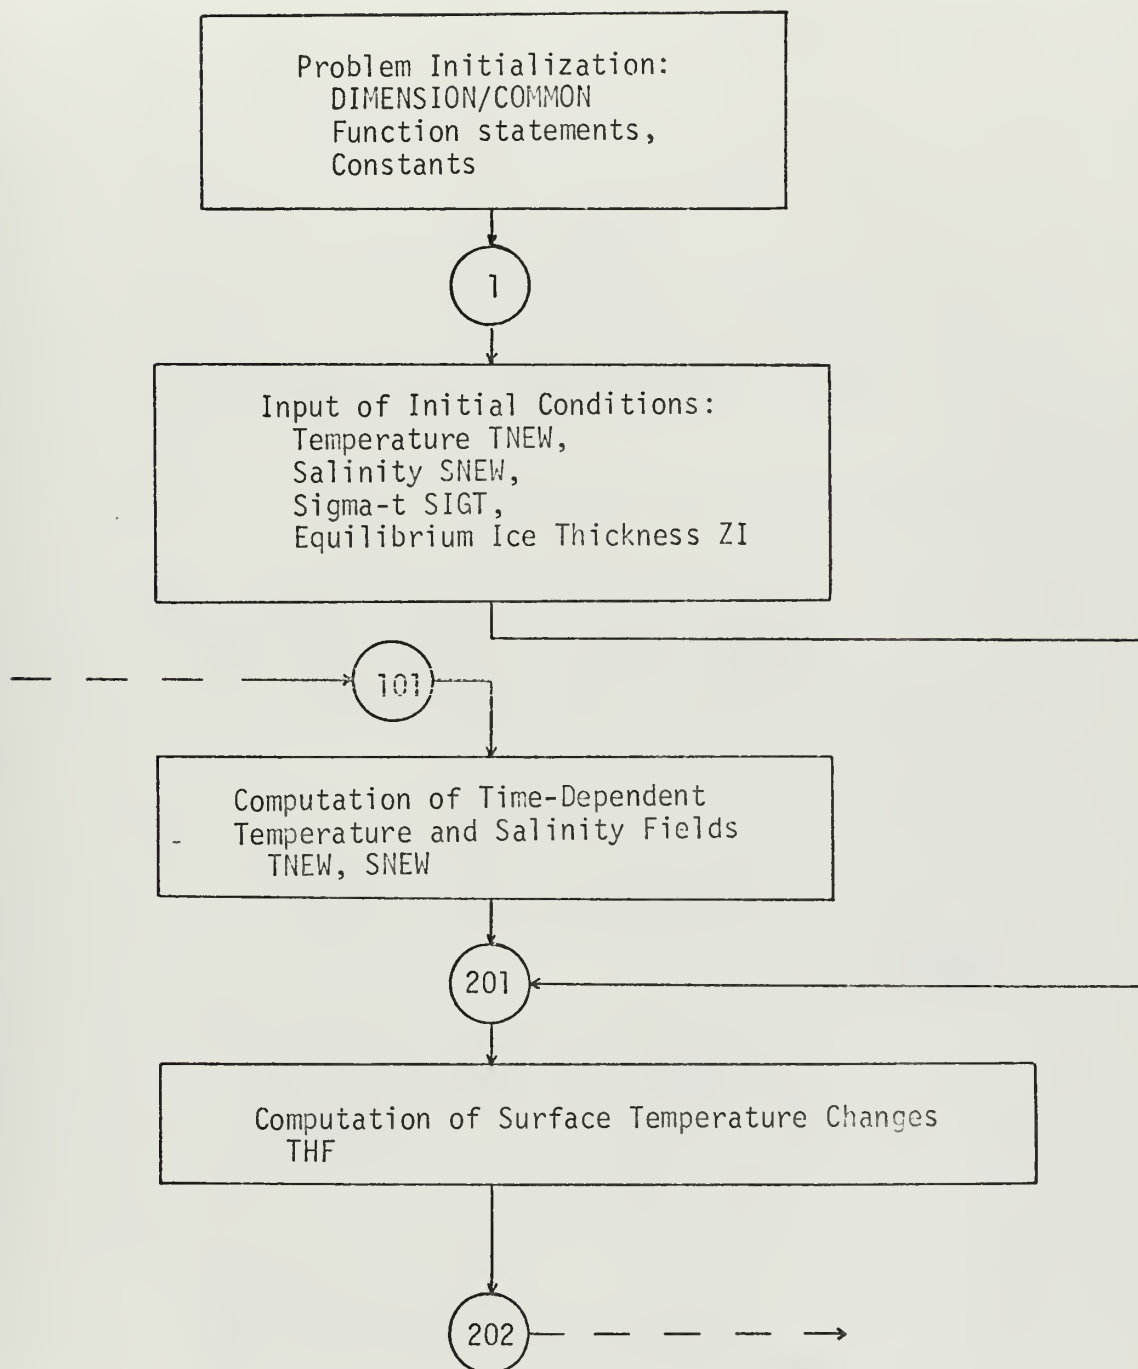 Problem Initialization:
DIMENSION/COMMON
Function statements,
Constants
1
Input of Initial Conditions:
Temperature TNEW,
Salinity SNEW,
Sigma-t SIGT,
Equilibrium Ice Thickness ZI
101
Computation of Time-Dependent
Temperature and Salinity Fields
TNEW, SNEW
201
Computation of Surface Temperature Changes
THF
202